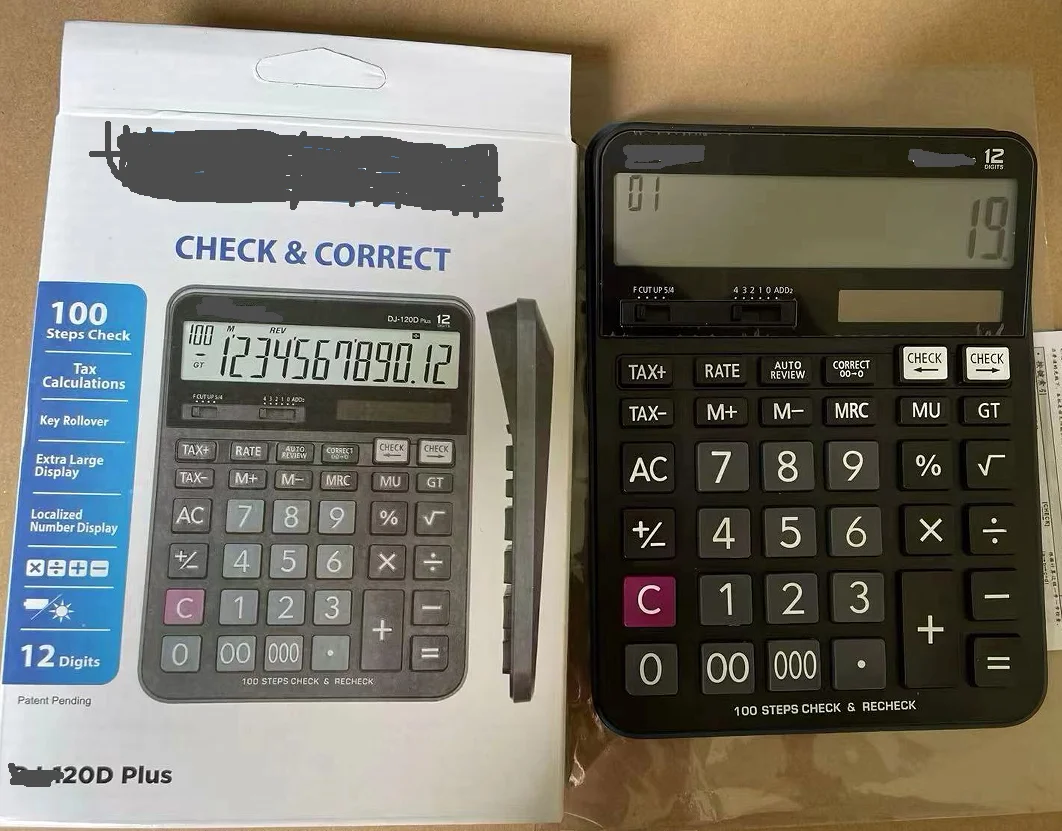 CHECK & CORRECT
100
Steps Check
Tax
Calculations
Key Rollover
Extra Large
Display
Localized
Number Display
× ÷ + −
12 Digits
Patent Pending
120D Plus
DJ-120D Plus 12
DIGITS
100 M REV
− GT 1234567890.12
F CUT UP 5/4 4 3 2 1 0 ADD₂
TAX+ RATE AUTO REVIEW CORRECT 00→0 CHECK ← CHECK →
TAX− M+ M− MRC MU GT
AC 7 8 9 % √
+/− 4 5 6 × ÷
C 1 2 3 + −
0 00 000 · =
100 STEPS CHECK & RECHECK
12
DIGITS
01
19.
F CUT UP 5/4 4 3 2 1 0 ADD₂
TAX+ RATE AUTO REVIEW CORRECT 00→0 CHECK ← CHECK →
TAX− M+ M− MRC MU GT
AC 7 8 9 % √
+/− 4 5 6 × ÷
C 1 2 3 + −
0 00 000 · =
100 STEPS CHECK & RECHECK